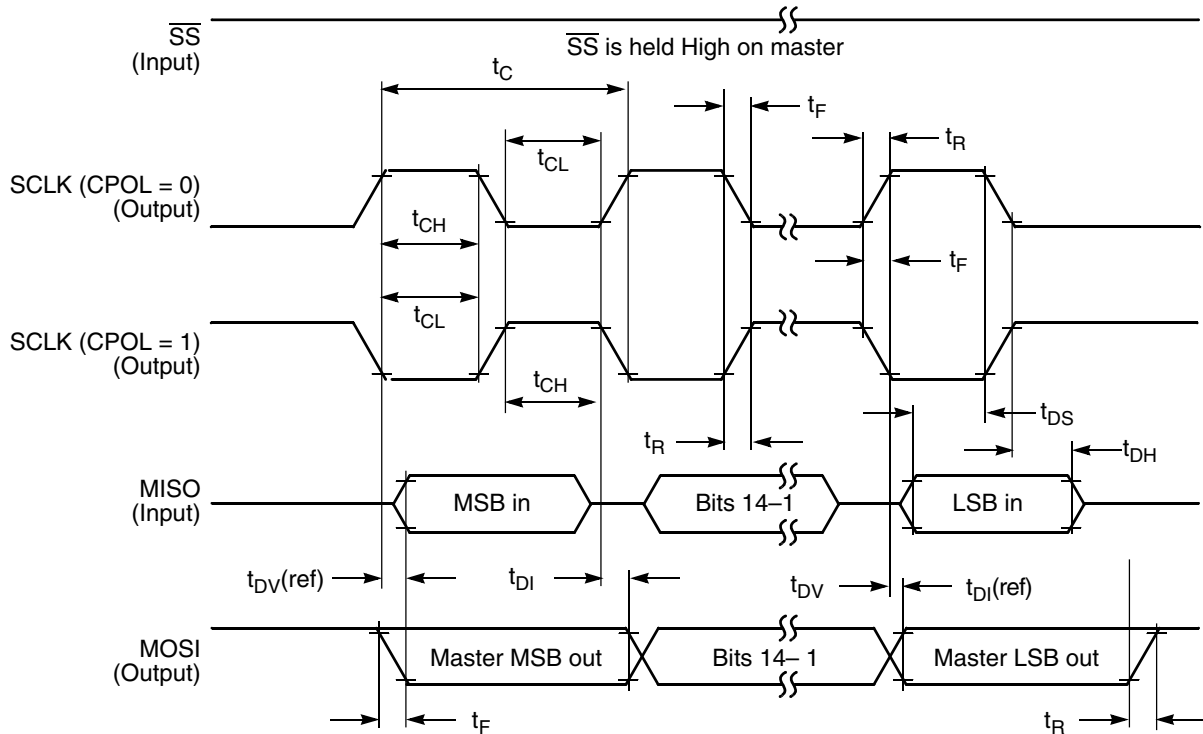 SS
(Input)
SS is held High on master
tC
tF
tR
tCL
SCLK (CPOL = 0)
(Output)
tCH
tF
tCL
SCLK (CPOL = 1)
(Output)
tCH
tDS
tR
tDH
MISO
(Input)
MSB in
Bits 14–1
LSB in
tDV(ref)
tDI
tDV
tDI(ref)
MOSI
(Output)
Master MSB out
Bits 14– 1
Master LSB out
tF
tR